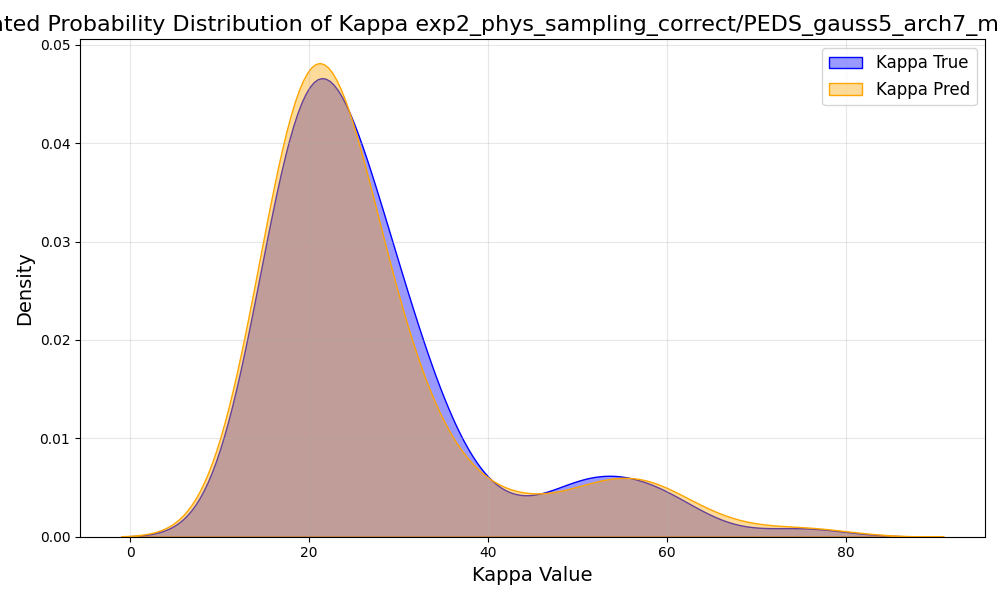 ated Probability Distribution of Kappa exp2_phys_sampling_correct/PEDS_gauss5_arch7_m
Kappa True
Kappa Pred
0.05
0.04
0.03
0.02
0.01
0.00
Density
0
20
40
60
80
Kappa Value